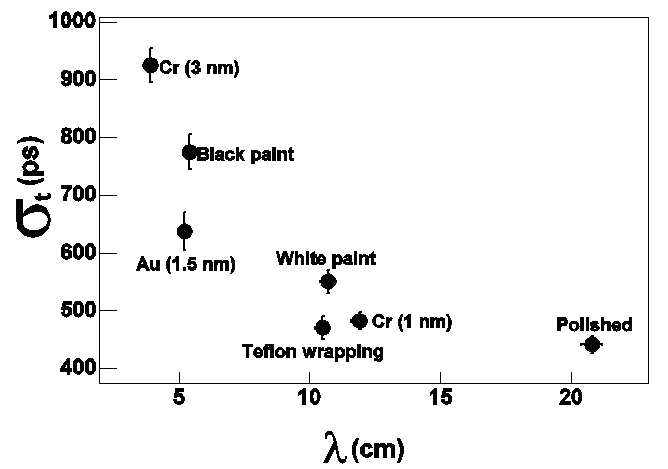 1000
900
800
700
600
500
400
σt (ps)
Cr (3 nm)
Black paint
Au (1.5 nm)
White paint
Cr (1 nm)
Teflon wrapping
Polished
5 10 15 20
λ (cm)